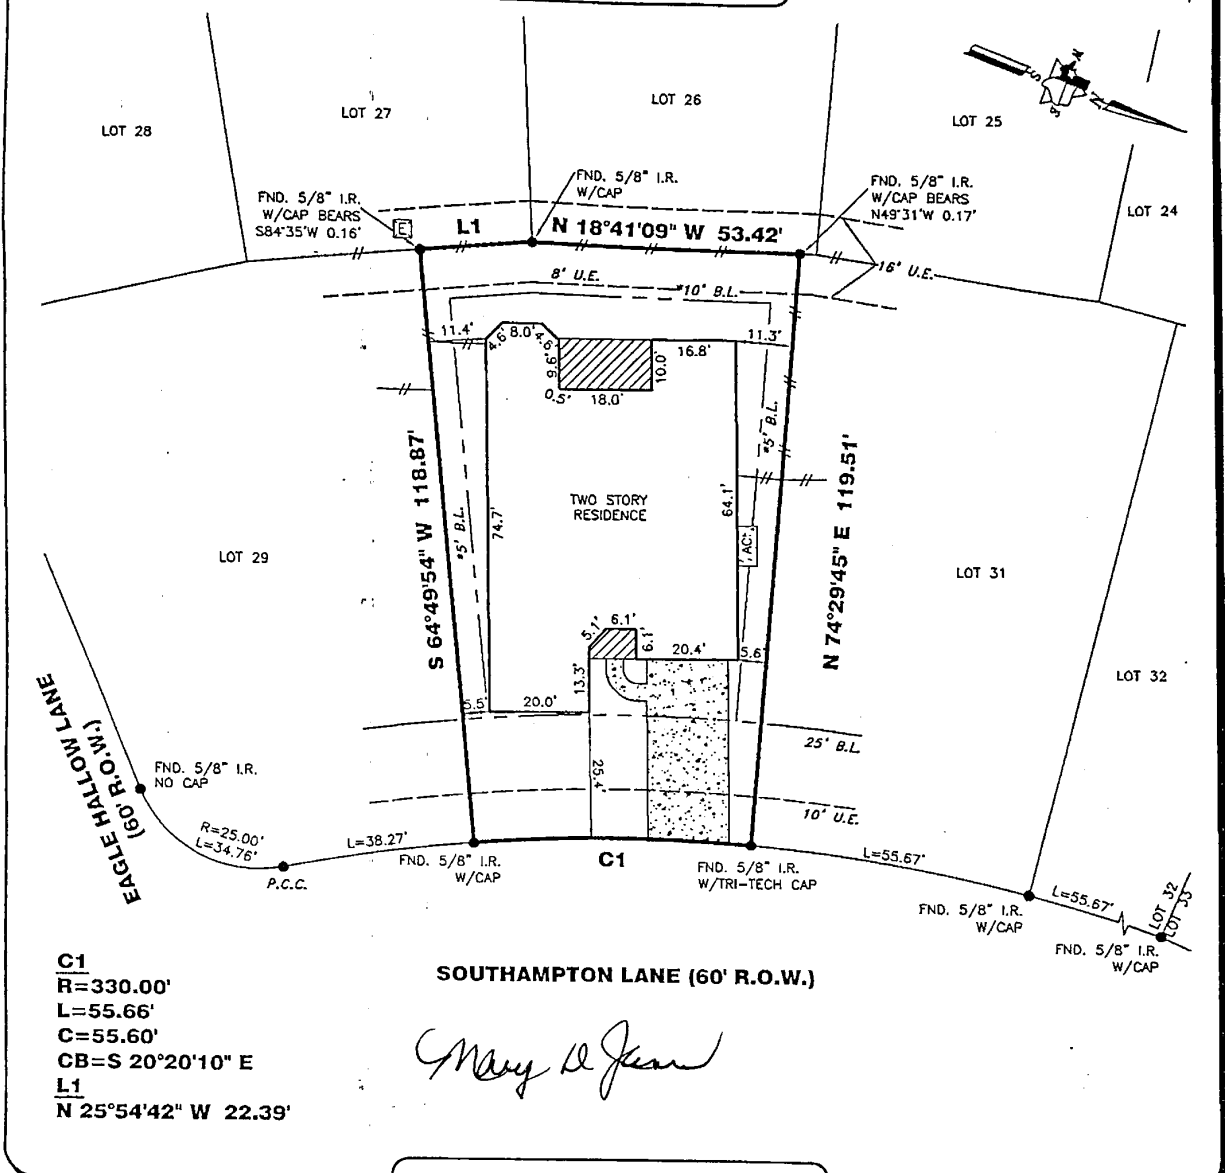 LOT 28
LOT 27
LOT 26
LOT 25
LOT 24
S
N
S
N
FND. 5/8" I.R.
W/CAP BEARS
S84°35'W 0.16'
E
L1
FND. 5/8" I.R.
W/CAP
N 18°41'09" W 53.42'
FND. 5/8" I.R.
W/CAP BEARS
N49°31'W 0.17'
16' U.E.
8' U.E.
*10' B.L.
11.4'
4.6'
8.0'
4.6'
9.6'
0.5'
18.0'
10.0'
16.8'
11.3'
*5' B.L.
S 64°49'54" W 118.87'
*5' B.L.
74.7'
TWO STORY
RESIDENCE
64.1'
AC
N 74°29'45" E 119.51'
LOT 29
LOT 31
LOT 32
5.1'
6.1'
6.1'
20.4'
5.6'
13.3'
5.5'
20.0'
25.4'
25' B.L.
10' U.E.
EAGLE HALLOW LANE
(60' R.O.W.)
FND. 5/8" I.R.
NO CAP
R=25.00'
L=34.76'
P.C.C.
L=38.27'
FND. 5/8" I.R.
W/CAP
C1
FND. 5/8" I.R.
W/TRI-TECH CAP
L=55.67'
FND. 5/8" I.R.
W/CAP
L=55.67'
LOT 32
LOT 33
FND. 5/8" I.R.
W/CAP
SOUTHAMPTON LANE (60' R.O.W.)
C1
R=330.00'
L=55.66'
C=55.60'
CB=S 20°20'10" E
L1
N 25°54'42" W 22.39'
Mary D